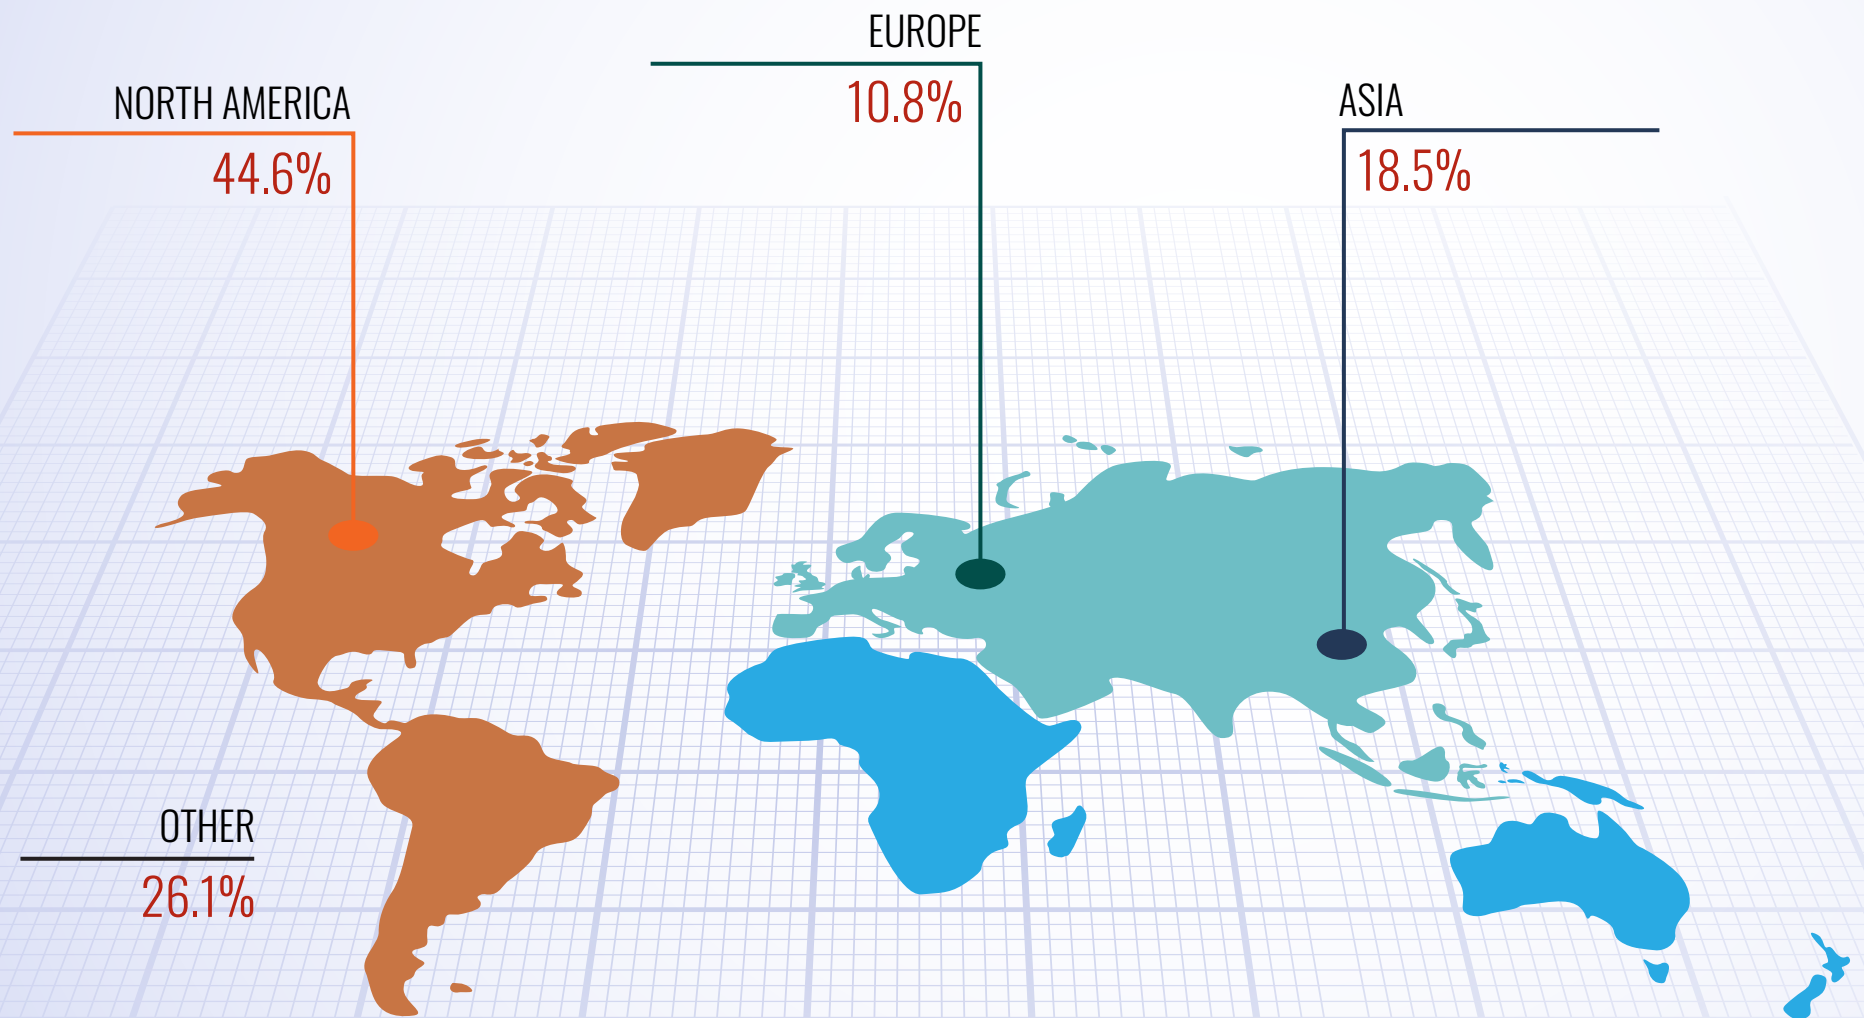 EUROPE
10.8%
NORTH AMERICA
44.6%
ASIA
18.5%
OTHER
26.1%